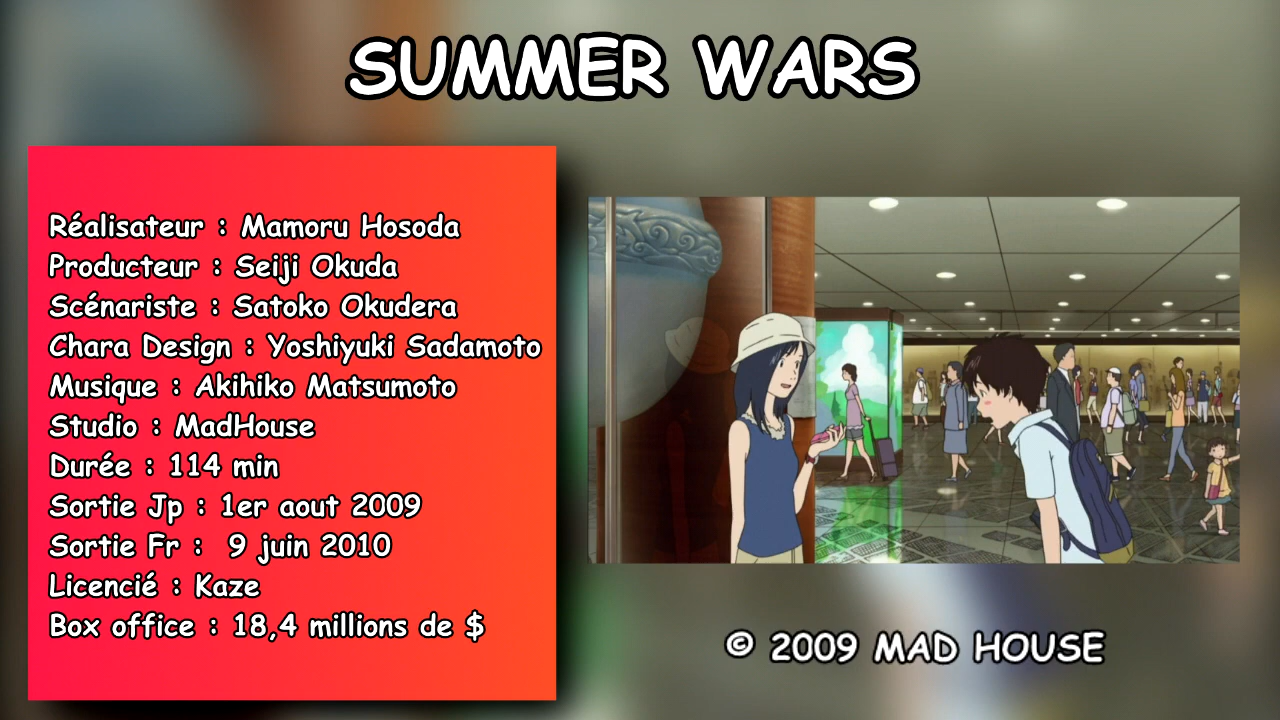 SUMMER WARS
Réalisateur : Mamoru Hosoda
Producteur : Seiji Okuda
Scénariste : Satoko Okudera
Chara Design : Yoshiyuki Sadamoto
Musique : Akihiko Matsumoto
Studio : MadHouse
Durée : 114 min
Sortie Jp : 1er aout 2009
Sortie Fr : 9 juin 2010
Licencié : Kaze
Box office : 18,4 millions de $
© 2009 MAD HOUSE